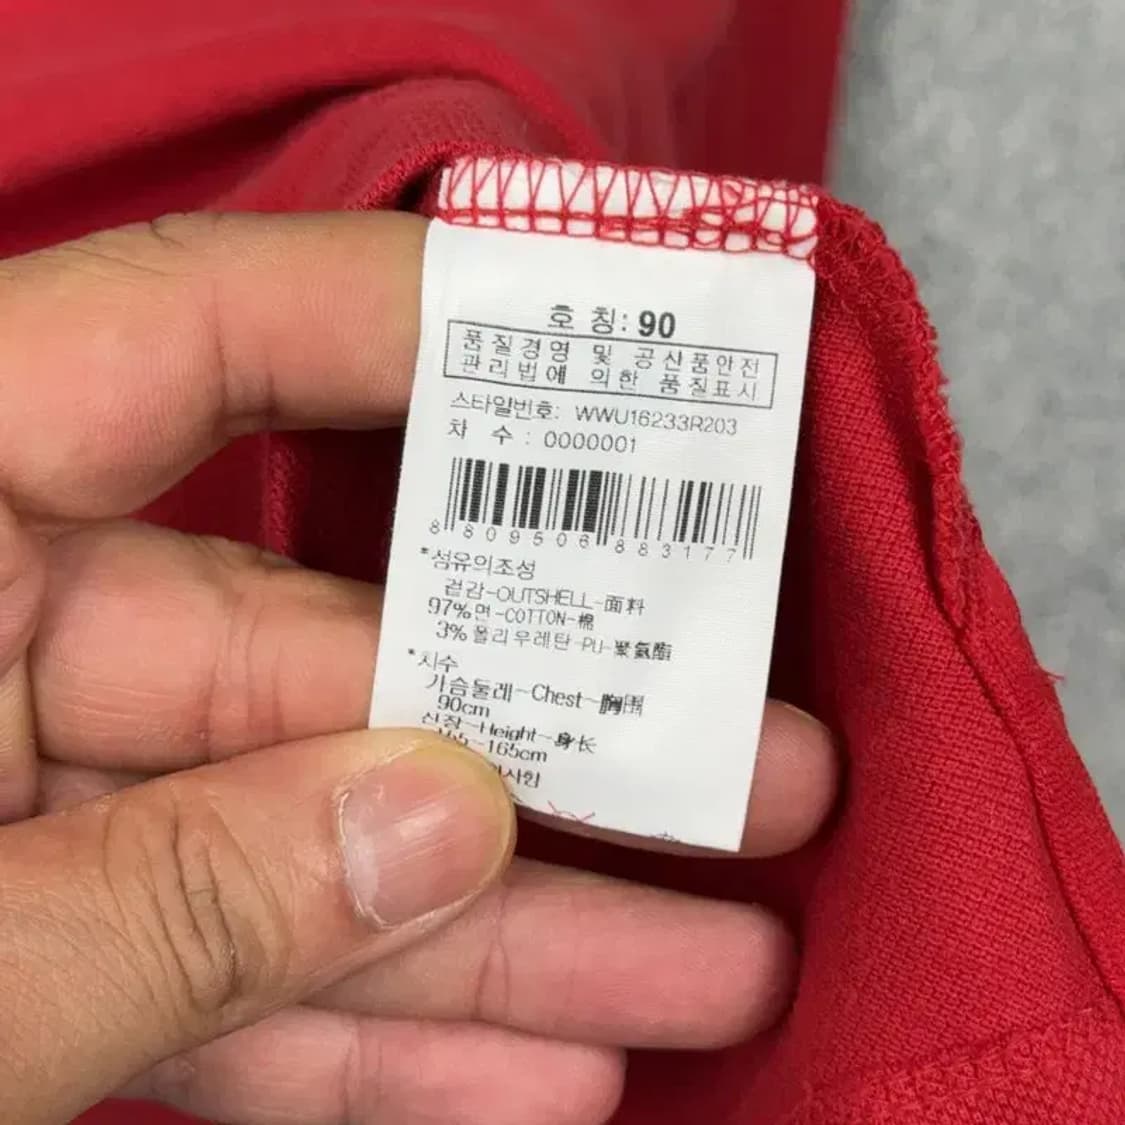 호 칭: 90
품질경영 및 공산품안전
관리법에 의한 품질표시
스타일번호: WWU16233R203
차 수: 0000001
8 809506 883177
*섬유의조성
겉감-OUTSHELL-面料
97%면-COTTON-棉
3%폴리우레탄-PU-聚氨酯
*치수
가슴둘레-Chest-胸围
90cm
신장-Height-身长
-165cm
사항